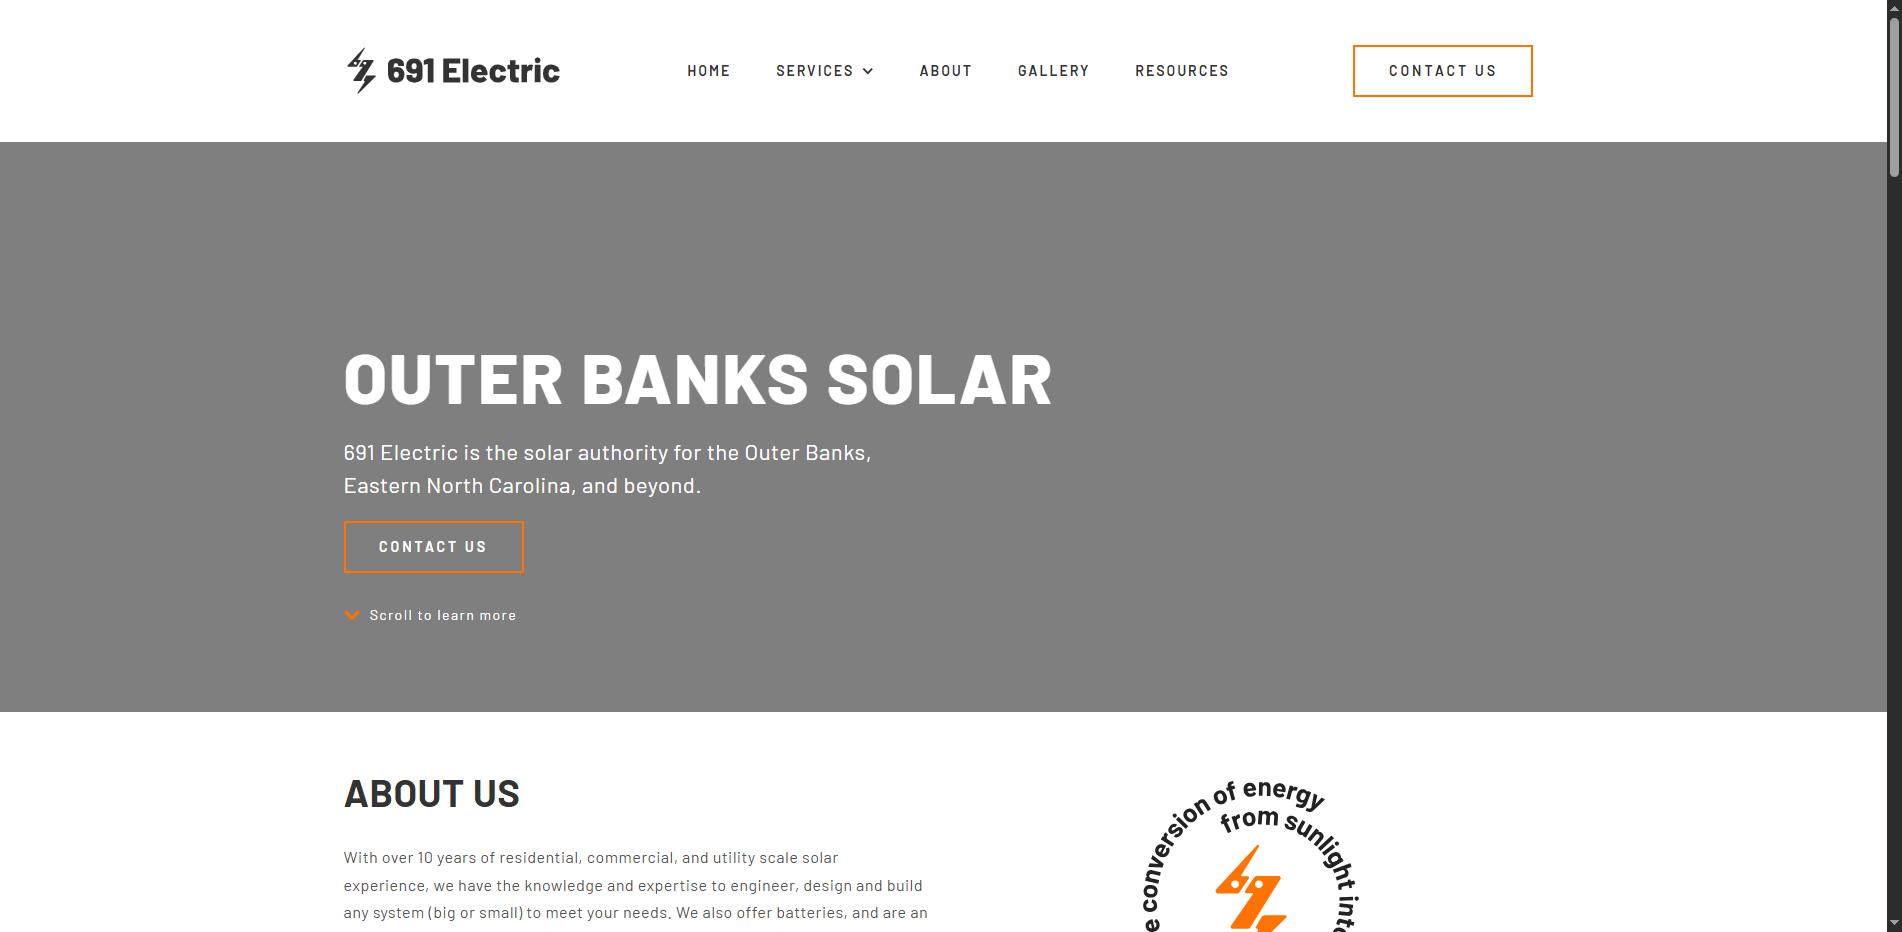 691 Electric
HOME
SERVICES
ABOUT
GALLERY
RESOURCES
CONTACT US
OUTER BANKS SOLAR
691 Electric is the solar authority for the Outer Banks,
Eastern North Carolina, and beyond.
CONTACT US
Scroll to learn more
ABOUT US
With over 10 years of residential, commercial, and utility scale solar
experience, we have the knowledge and expertise to engineer, design and build
any system (big or small) to meet your needs. We also offer batteries, and are an
conversion of energy
from sunlight into